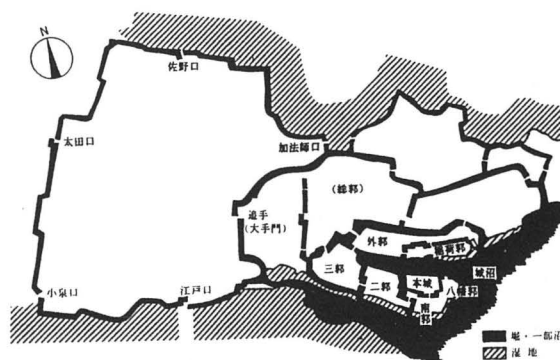 N
佐野口
太田口
加法師口
(総郭)
追手
(大手門)
外郭
稲荷郭
三郭
城沼
本城
二郭
八幡郭
南郭
小泉口
江戸口
堀・一部沼
湿地